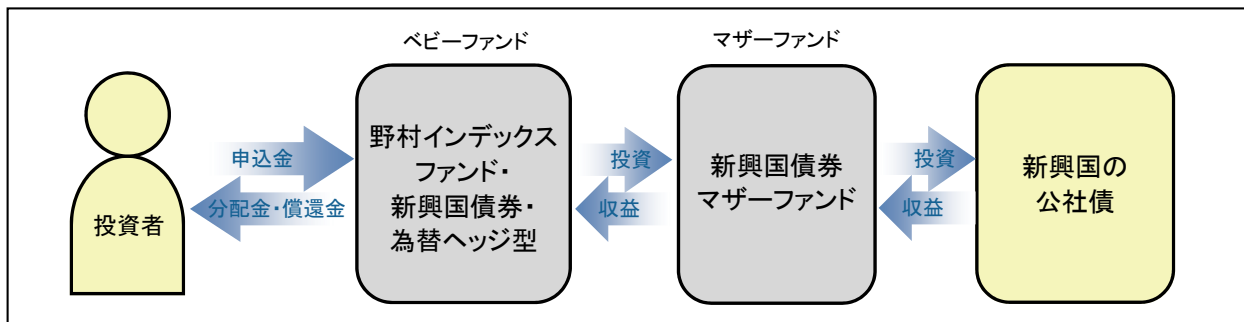 ベビーファンド
マザーファンド
投資者
申込金
分配金・償還金
野村インデックス
ファンド・
新興国債券・
為替ヘッジ型
投資
収益
新興国債券
マザーファンド
投資
収益
新興国の
公社債